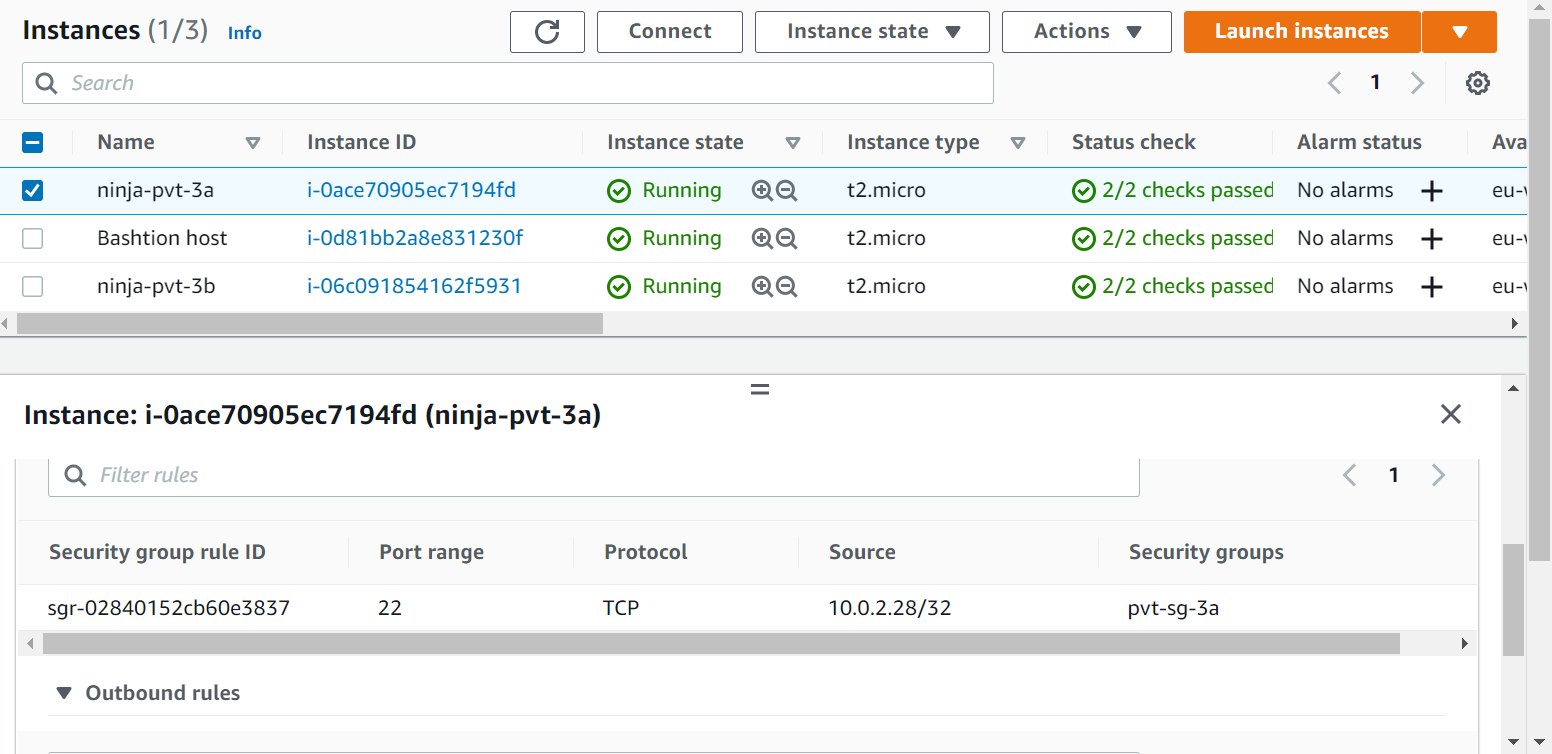 Instances (1/3) Info Connect Instance state Actions Launch instances
Search 1
Name Instance ID Instance state Instance type Status check Alarm status Ava
ninja-pvt-3a i-0ace70905ec7194fd Running t2.micro 2/2 checks passed No alarms eu-w
Bashtion host i-0d81bb2a8e831230f Running t2.micro 2/2 checks passed No alarms eu-w
ninja-pvt-3b i-06c091854162f5931 Running t2.micro 2/2 checks passed No alarms eu-w
Instance: i-0ace70905ec7194fd (ninja-pvt-3a)
Filter rules 1
Security group rule ID Port range Protocol Source Security groups
sgr-02840152cb60e3837 22 TCP 10.0.2.28/32 pvt-sg-3a
Outbound rules